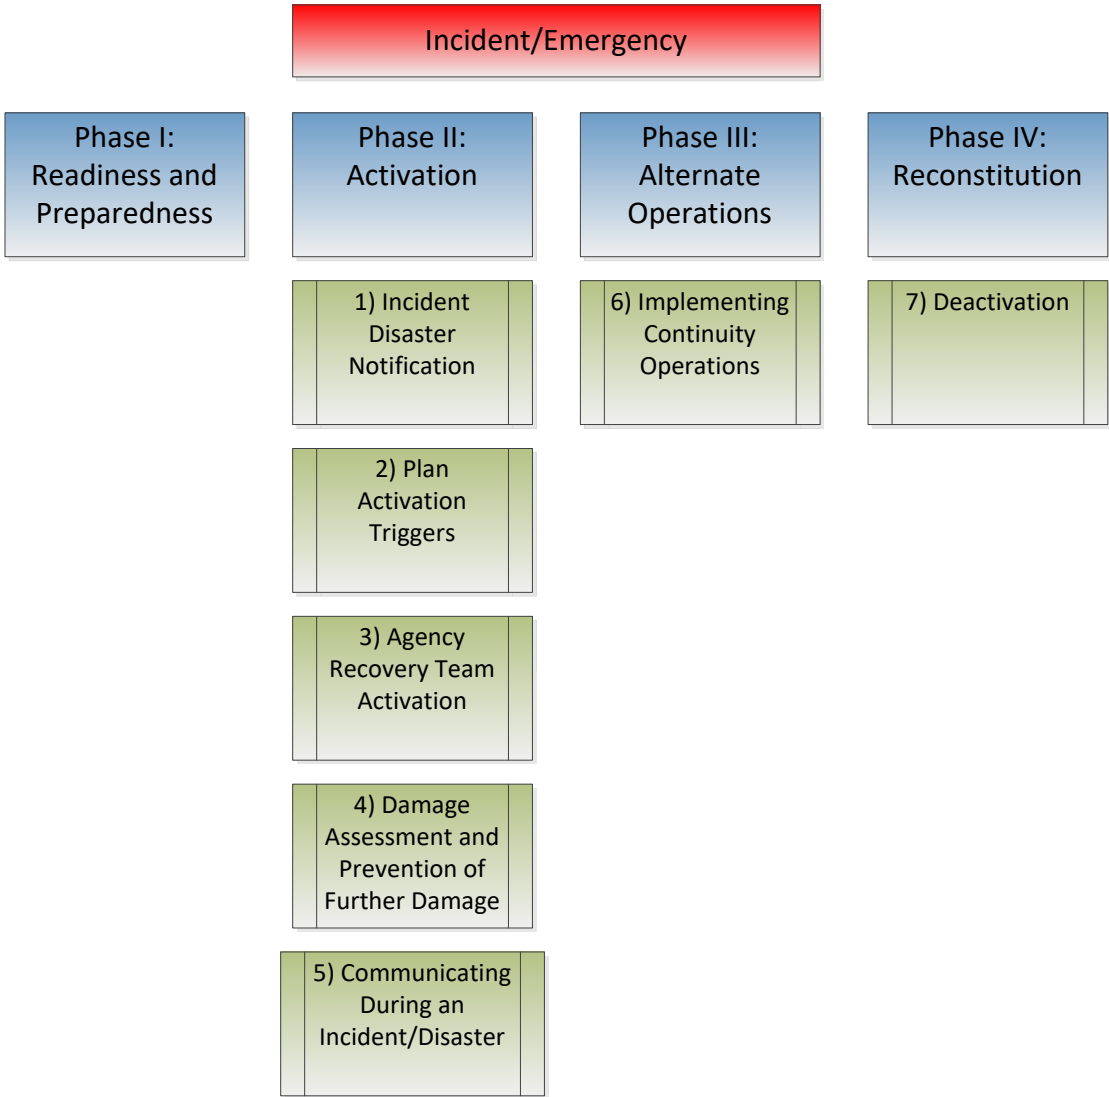 Incident/Emergency
Phase I:
Readiness and
Preparedness
Phase II:
Activation
Phase III:
Alternate
Operations
Phase IV:
Reconstitution
1) Incident
Disaster
Notification
6) Implementing
Continuity
Operations
7) Deactivation
2) Plan
Activation
Triggers
3) Agency
Recovery Team
Activation
4) Damage
Assessment and
Prevention of
Further Damage
5) Communicating
During an
Incident/Disaster